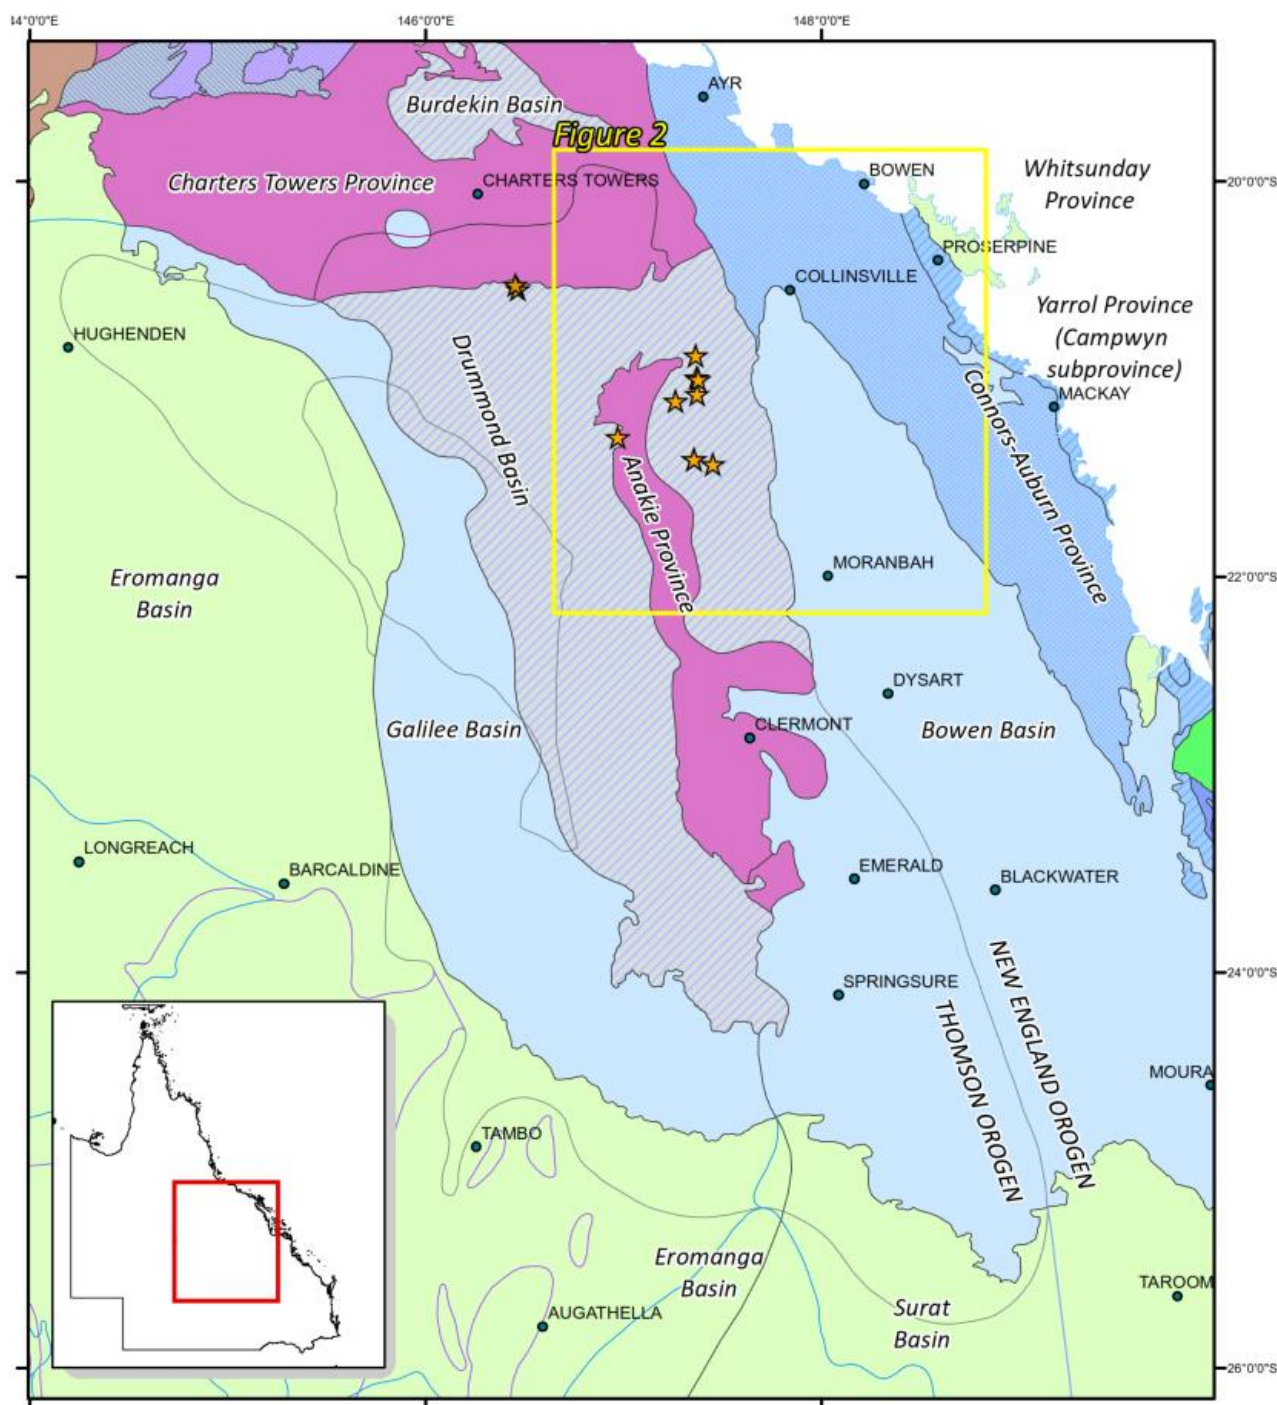 14°0'0"E
146°0'0"E
148°0'0"E
AYR
Burdekin Basin
Figure 2
BOWEN
Whitsunday
Province
Charters Towers Province
CHARTERS TOWERS
20°0'0"S
PROSERPINE
COLLINSVILLE
Yarrol Province
(Campwyn
subprovince)
HUGHENDEN
Drummond Basin
Connors-Auburn Province
MACKAY
Anakie Province
MORANBAH
22°0'0"S
Eromanga
Basin
DYSART
Galilee Basin
CLERMONT
Bowen Basin
LONGREACH
BARCALDINE
EMERALD
BLACKWATER
24°0'0"S
SPRINGSURE
THOMSON OROGEN
NEW ENGLAND OROGEN
MOURA
TAMBO
Eromanga
Basin
Surat
Basin
TAROOM
AUGATHELLA
26°0'0"S